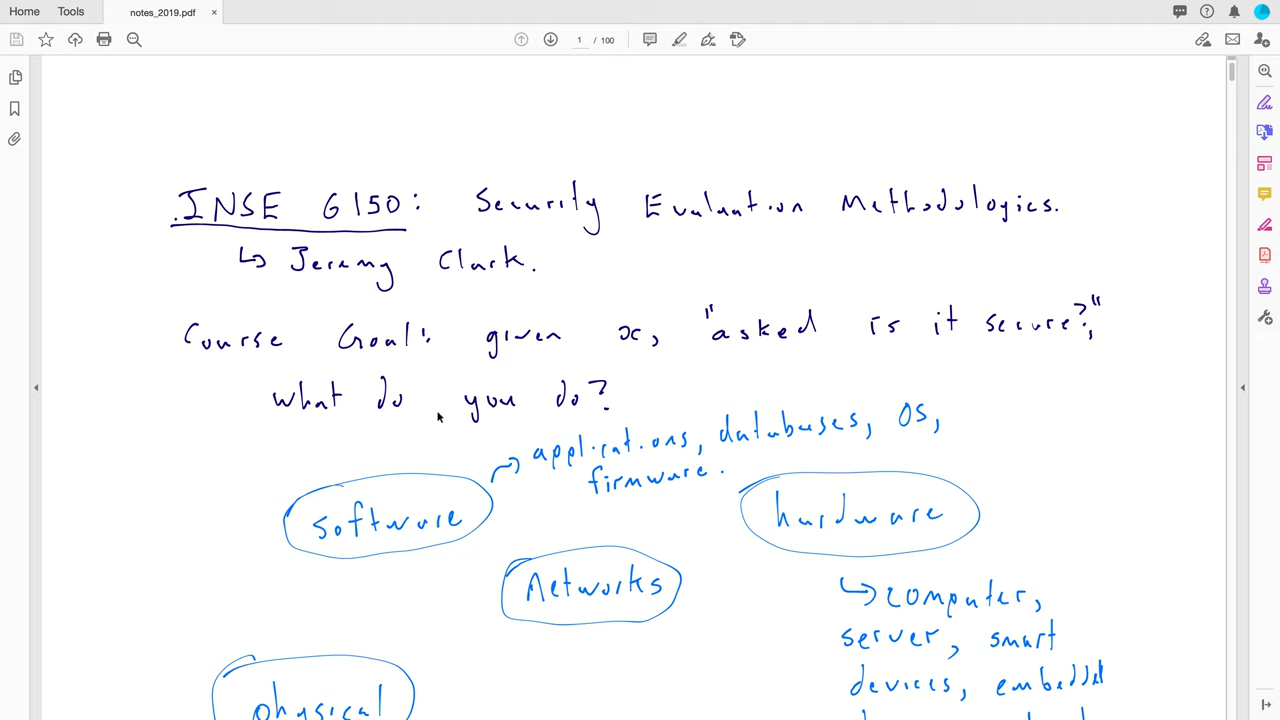 Home Tools notes_2019.pdf ×
1 / 100
INSE 6150: Security Evaluation Methodologies.
↳ Jeremy Clark.
Course Goal: given x, "asked is it secure?",
what do you do?
→ applications, databases, OS,
firmware.
software
hardware
Networks
↳ computer,
server, smart
devices, embedded
physical